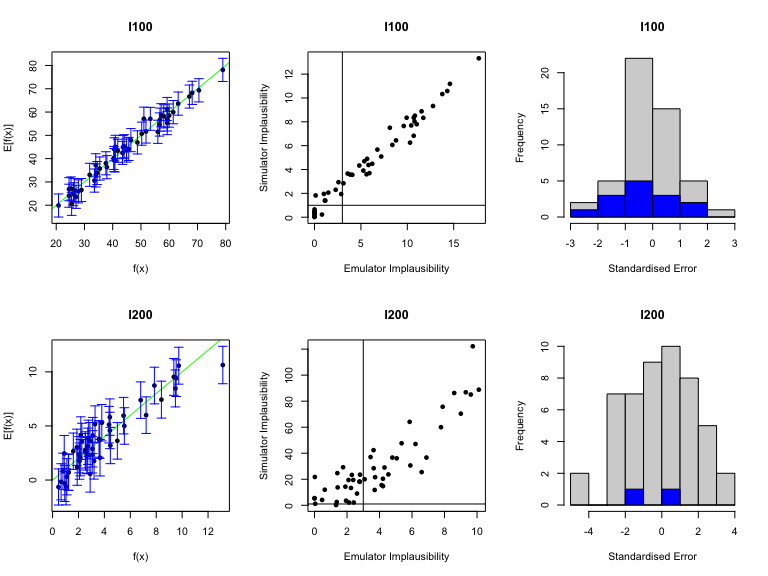 I100
I100
I100
E[f(x)]
20 30 40 50 60 70 80
20 30 40 50 60 70 80
f(x)
Simulator Implausibility
0 2 4 6 8 10 12
0 5 10 15
Emulator Implausibility
Frequency
0 5 10 15 20
-3 -2 -1 0 1 2 3
Standardised Error
I200
I200
I200
E[f(x)]
0 5 10
0 2 4 6 8 10 12
f(x)
Simulator Implausibility
0 20 40 60 80 100
0 2 4 6 8 10
Emulator Implausibility
Frequency
0 2 4 6 8 10
-4 -2 0 2 4
Standardised Error